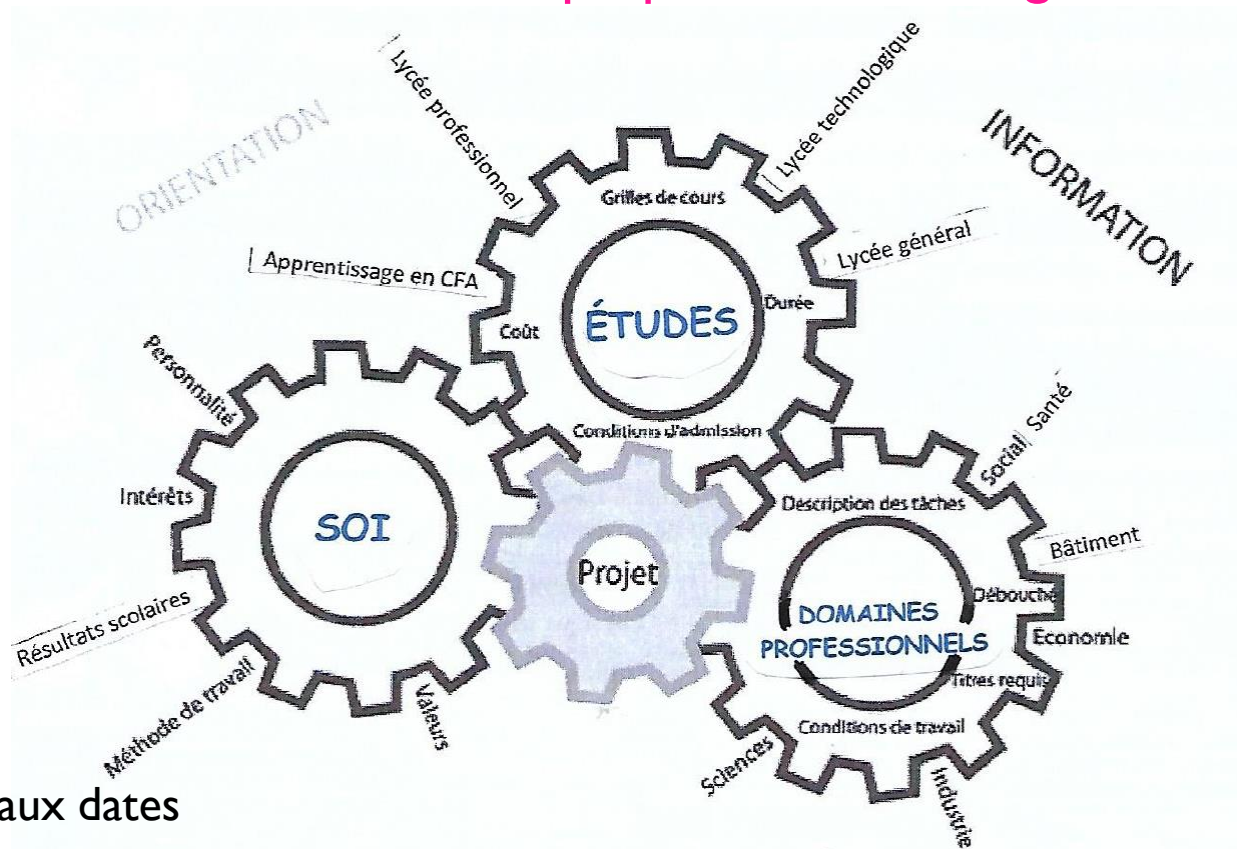 ORIENTATION
INFORMATION
Lycée professionnel
Lycée technologique
Apprentissage en CFA
Lycée général
Grilles de cours
Durée
Coût
ÉTUDES
Conditions d'admission
Personnalité
Intérêts
Résultats scolaires
Méthode de travail
Valeurs
SOI
Projet
Social Santé
Bâtiment
Economie
Industrie
Sciences
Description des tâches
Débouché
DOMAINES
PROFESSIONNELS
Titres requis
Conditions de travail
aux dates